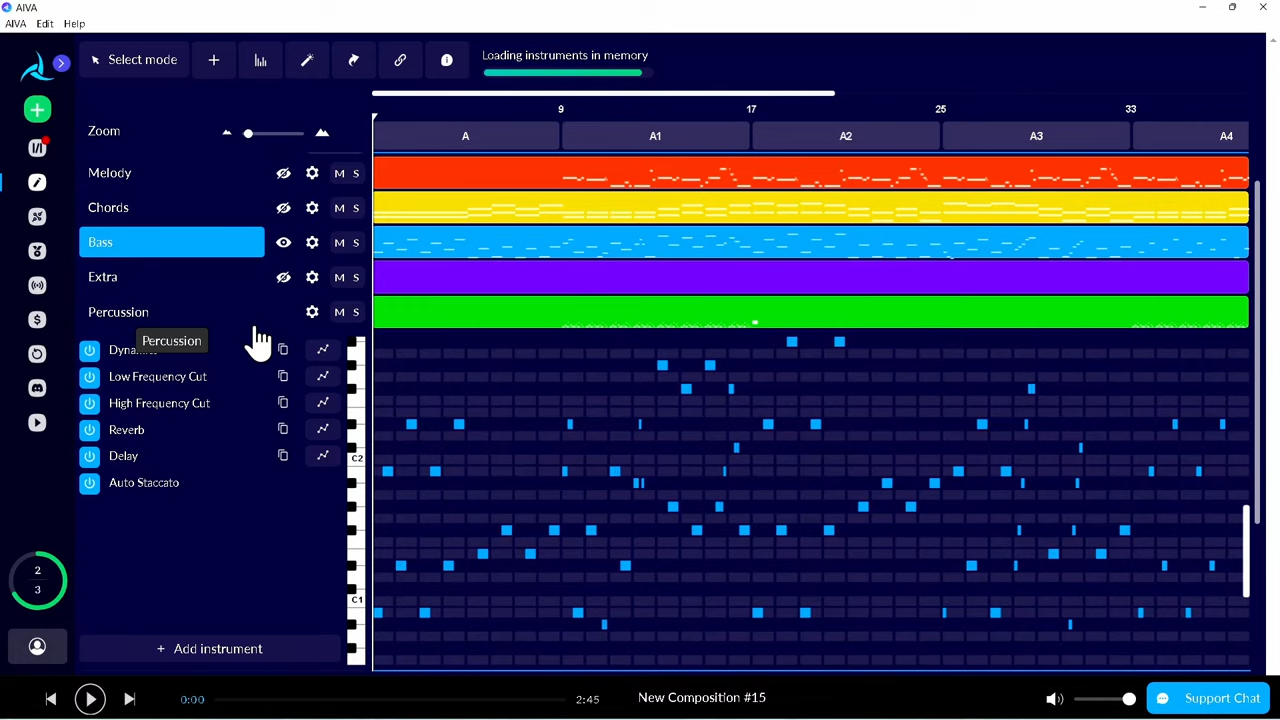 AIVA
AIVA Edit Help
Select mode
Loading instruments in memory
9 17 25 33
Zoom
A A1 A2 A3 A4
Melody M S
Chords M S
Bass M S
Extra M S
Percussion M S
Percussion
Low Frequency Cut
High Frequency Cut
Reverb
Delay
C2
Auto Staccato
2
3
C1
+ Add instrument
0:00 2:45 New Composition #15 Support Chat